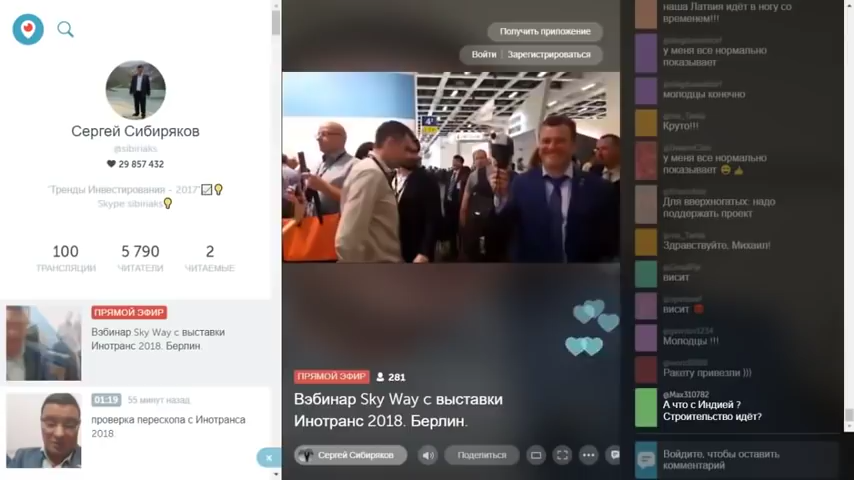 Сергей Сибиряков
@sibiriaks
29 857 432
"Тренды Инвестирования – 2017"
Skype sibiriaks
100
5 790
2
ТРАНСЛЯЦИИ
ЧИТАТЕЛИ
ЧИТАЕМЫЕ
ПРЯМОЙ ЭФИР
Вэбинар Sky Way с выставки
Инотранс 2018. Берлин.
01:19 55 минут назад
проверка перескопа с Инотранса
2018.
Получить приложение
Войти | Зарегистрироваться
4
ПРЯМОЙ ЭФИР 281
Вэбинар Sky Way с выставки
Инотранс 2018. Берлин.
Сергей Сибиряков
Поделиться
наша Латвия идёт в ногу со
временем!!!
у меня все нормально
показывает
молодцы конечно
Круто!!!
у меня все нормально
показывает
Для вверхногатых: надо
поддержать проект
Здравствуйте, Михаил!
висит
висит
Молодцы !!!
Ракету привезли )))
@Max310782
А что с Индией ?
Строительство идёт?
Войдите, чтобы оставить
комментарий